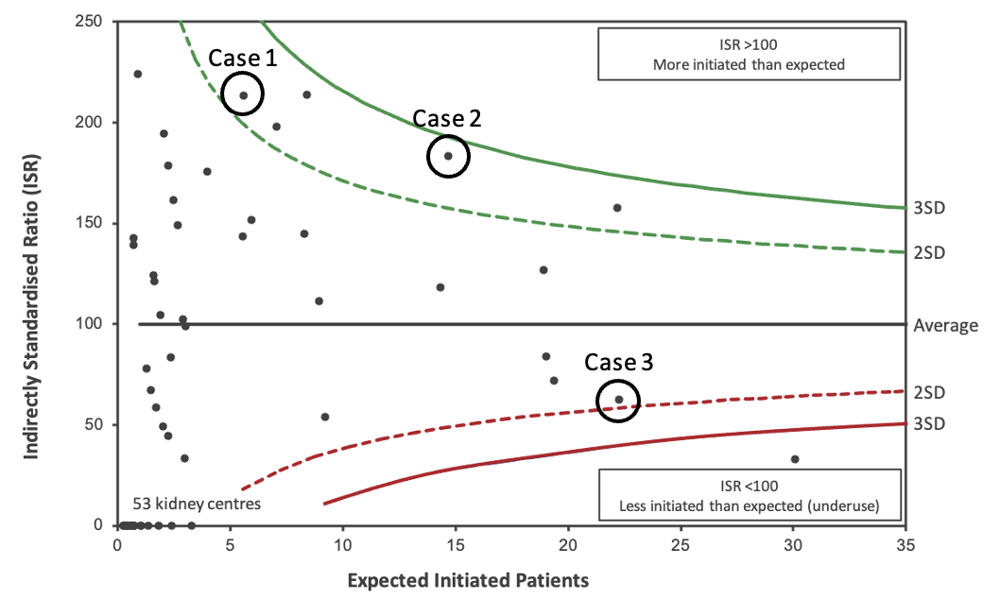 250
Case 1
ISR >100
More initiated than expected
200
Case 2
Indirectly Standardised Ratio (ISR)
150
3SD
2SD
100
Average
Case 3
2SD
50
3SD
53 kidney centres
ISR <100
Less initiated than expected (underuse)
0
0 5 10 15 20 25 30 35
Expected Initiated Patients